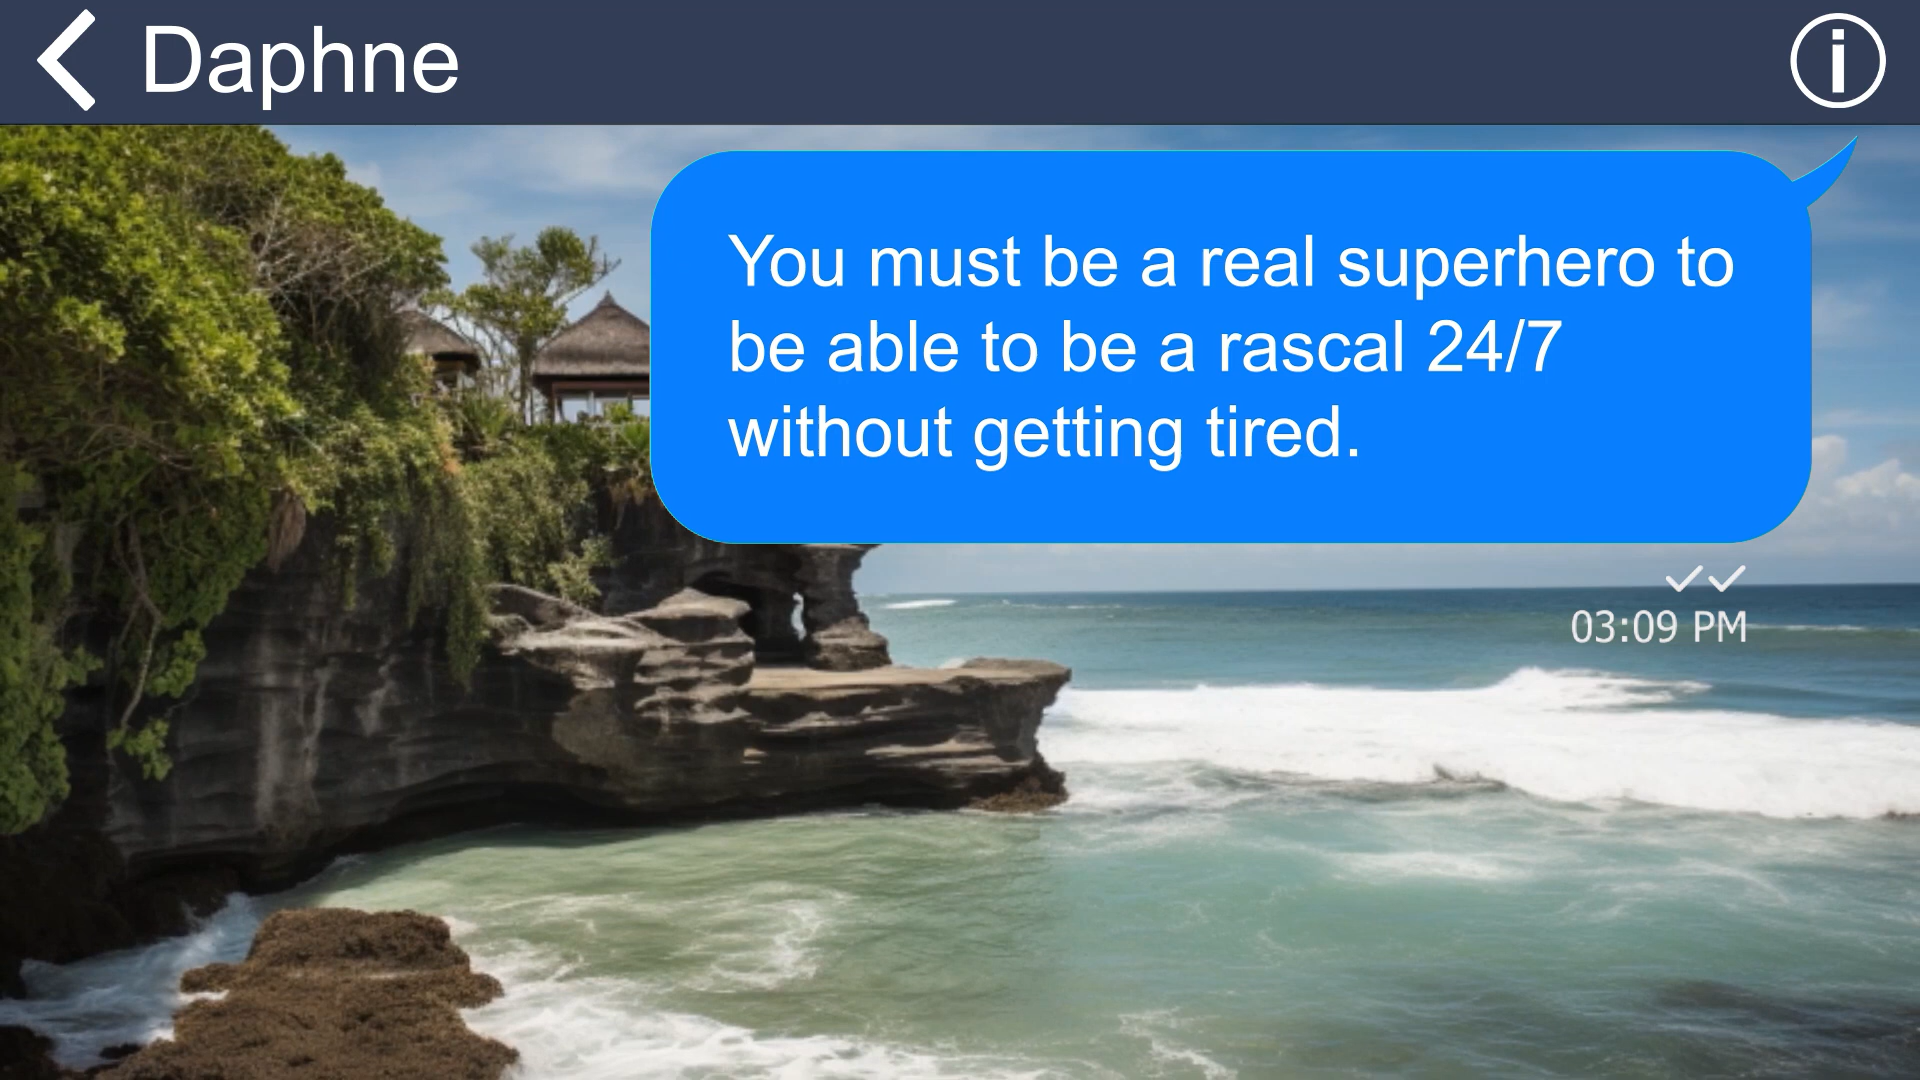 Daphne
You must be a real superhero to
be able to be a rascal 24/7
without getting tired.
03:09 PM